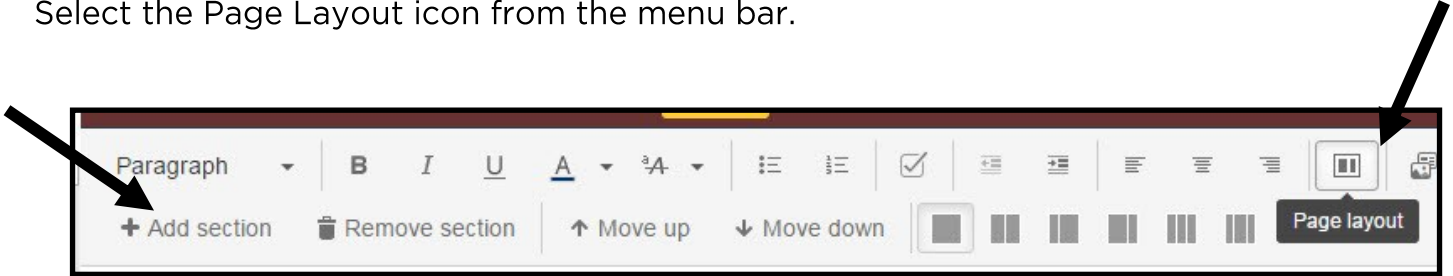 Select the Page Layout icon from the menu bar.
Paragraph B I U A ªA
+ Add section Remove section ↑ Move up ↓ Move down Page layout